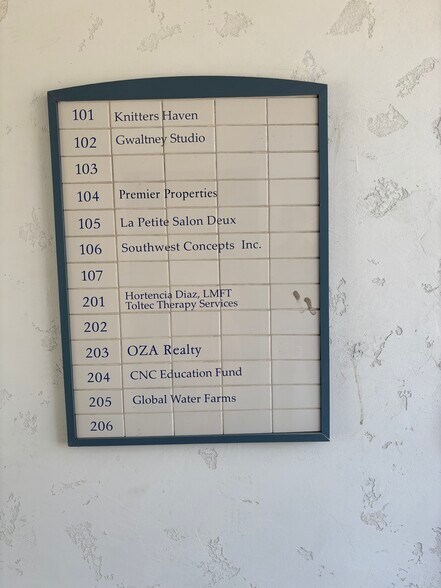 101 Knitters Haven
102 Gwaltney Studio
103
104 Premier Properties
105 La Petite Salon Deux
106 Southwest Concepts Inc.
107
201 Hortencia Diaz, LMFT
Toltec Therapy Services
202
203 OZA Realty
204 CNC Education Fund
205 Global Water Farms
206